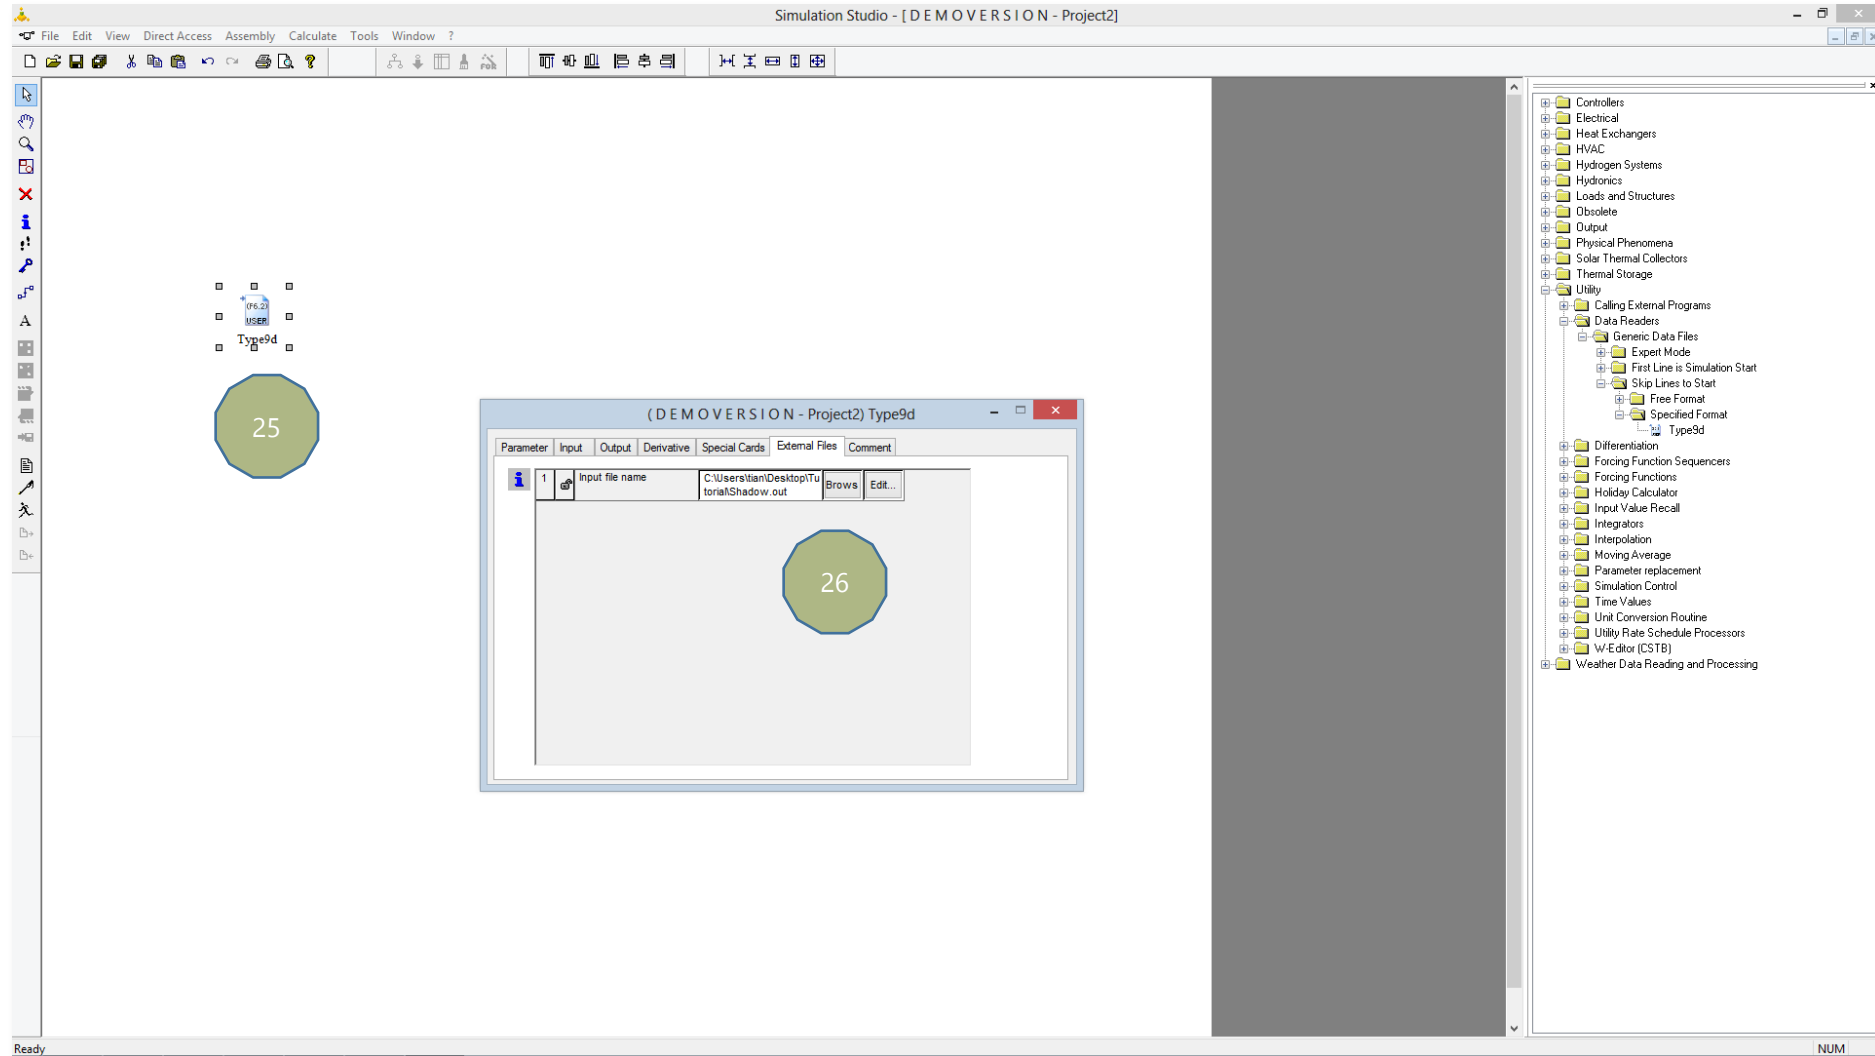 Simulation Studio - [ D E M O V E R S I O N - Project2]
File Edit View Direct Access Assembly Calculate Tools Window ?
Controllers
Electrical
Heat Exchangers
HVAC
Hydrogen Systems
Hydronics
Loads and Structures
Obsolete
Output
Physical Phenomena
Solar Thermal Collectors
Thermal Storage
Utility
Calling External Programs
Data Readers
Generic Data Files
Expert Mode
First Line is Simulation Start
Skip Lines to Start
Free Format
Specified Format
Type9d
Differentiation
Forcing Function Sequencers
Forcing Functions
Holiday Calculator
Input Value Recall
Integrators
Interpolation
Moving Average
Parameter replacement
Simulation Control
Time Values
Unit Conversion Routine
Utility Rate Schedule Processors
W-Editor (CSTB)
Weather Data Reading and Processing
A
(F6.2)
USER
Type9d
25
( D E M O V E R S I O N - Project2) Type9d
Parameter Input Output Derivative Special Cards External Files Comment
1 Input file name C:\Users\tian\Desktop\Tu
torial\Shadow.out Brows Edit...
26
Ready NUM